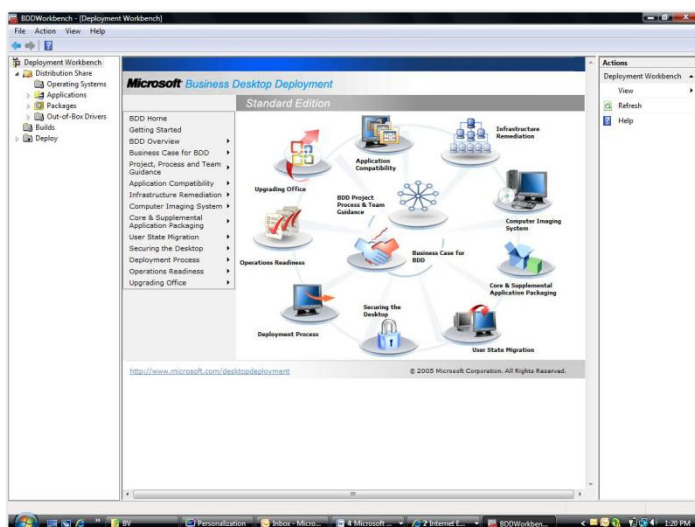 BDDWorkbench - [Deployment Workbench]
File Action View Help
Deployment Workbench
Distribution Share
Operating Systems
Applications
Packages
Out-of-Box Drivers
Builds
Deploy
Microsoft Business Desktop Deployment
Standard Edition
BDD Home
Getting Started
BDD Overview
Business Case for BDD
Project, Process and Team
Guidance
Application Compatibility
Infrastructure Remediation
Computer Imaging System
Core & Supplemental
Application Packaging
User State Migration
Securing the Desktop
Deployment Process
Operations Readiness
Upgrading Office
Infrastructure
Remediation
Application
Compatibility
Upgrading Office
BDD Project
Process & Team
Guidance
Computer Imaging
System
Operations Readiness
Business Case for
BDD
Core & Supplemental
Application Packaging
Securing the
Desktop
Deployment Process
User State Migration
http://www.microsoft.com/desktopdeployment
© 2005 Microsoft Corporation. All Rights Reserved.
Actions
Deployment Workbench
View
Refresh
Help
BV
Personalization
Inbox - Micro...
4 Microsoft ...
2 Internet E...
BDDWorkben...
1:20 PM